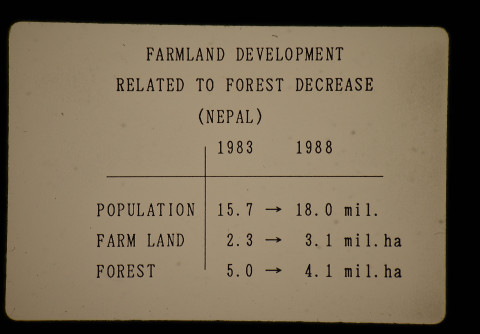 FARMLAND DEVELOPMENT
RELATED TO FOREST DECREASE
(NEPAL)
1983 1988
POPULATION 15.7 → 18.0 mil.
FARM LAND 2.3 → 3.1 mil.ha
FOREST 5.0 → 4.1 mil.ha